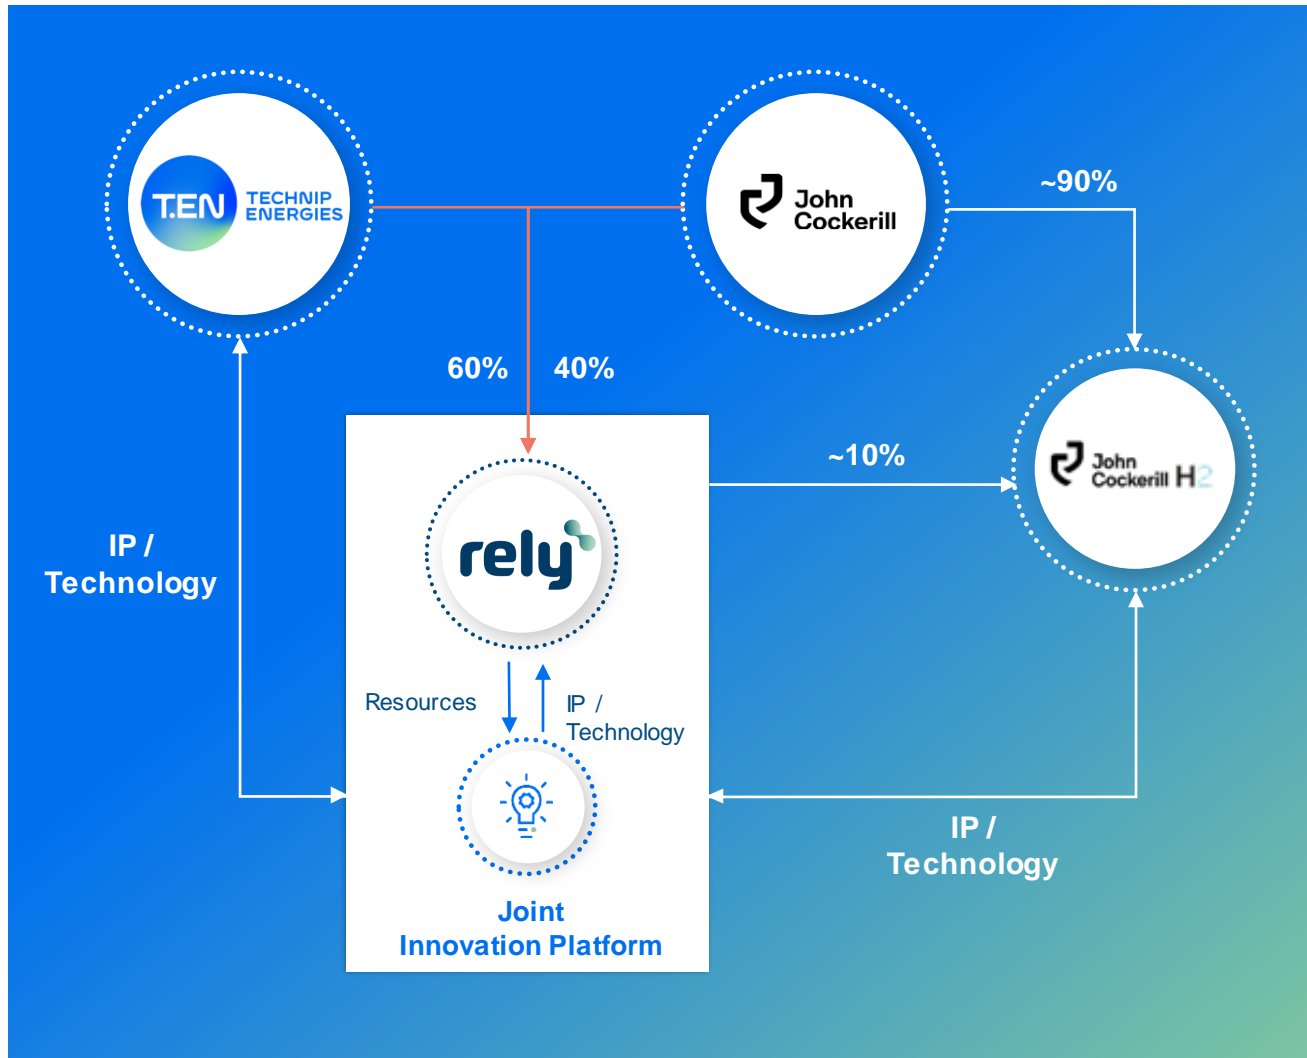 T.EN
TECHNIP
ENERGIES
John
Cockerill
~90%
60%
40%
~10%
John
Cockerill H2
rely
IP /
Technology
Resources
IP /
Technology
Joint
Innovation Platform
IP /
Technology